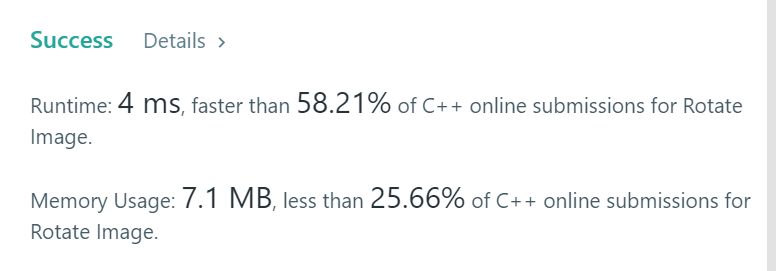 Success Details >
Runtime: 4 ms, faster than 58.21% of C++ online submissions for Rotate
Image.
Memory Usage: 7.1 MB, less than 25.66% of C++ online submissions for
Rotate Image.